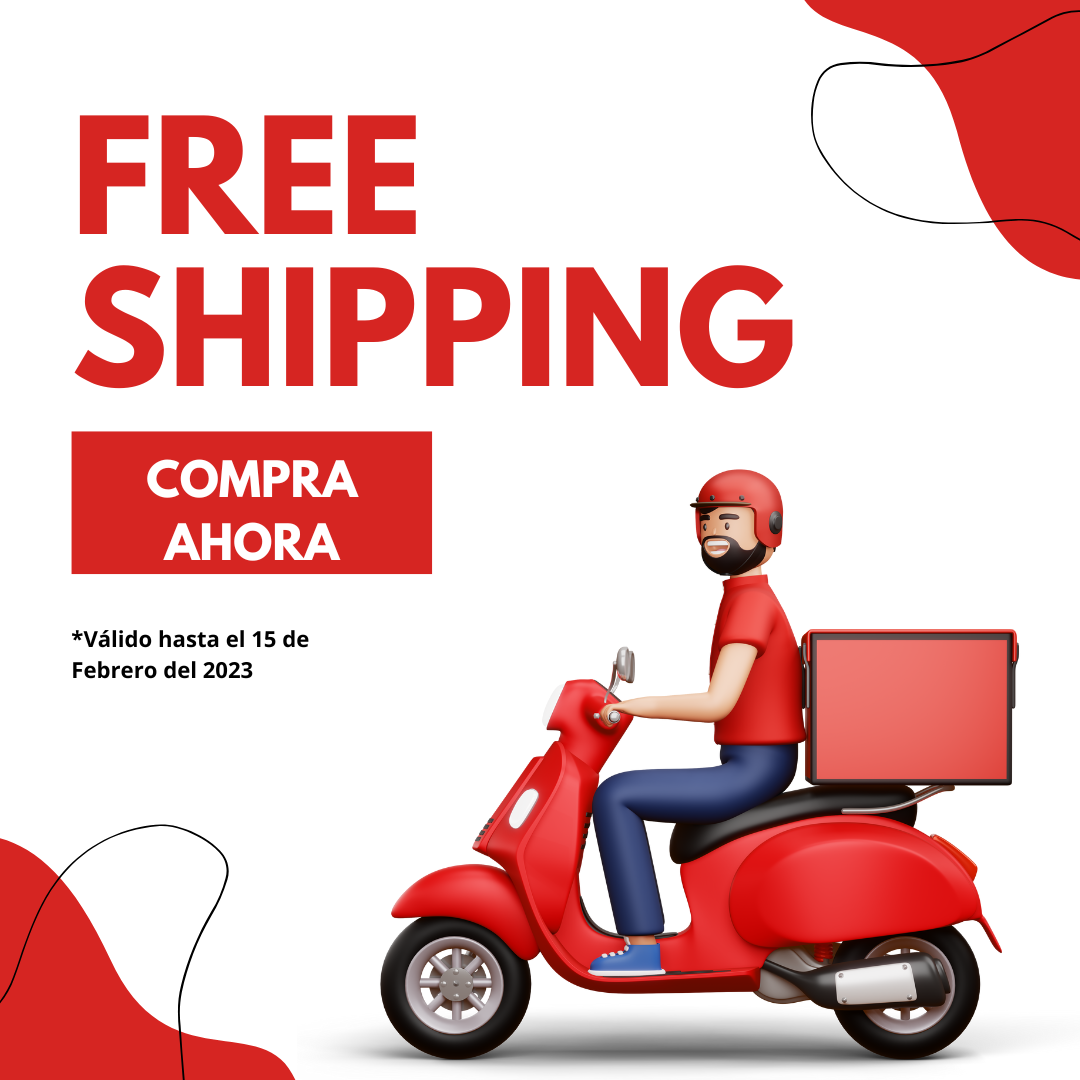 FREE
SHIPPING
COMPRA
AHORA
*Válido hasta el 15 de
Febrero del 2023